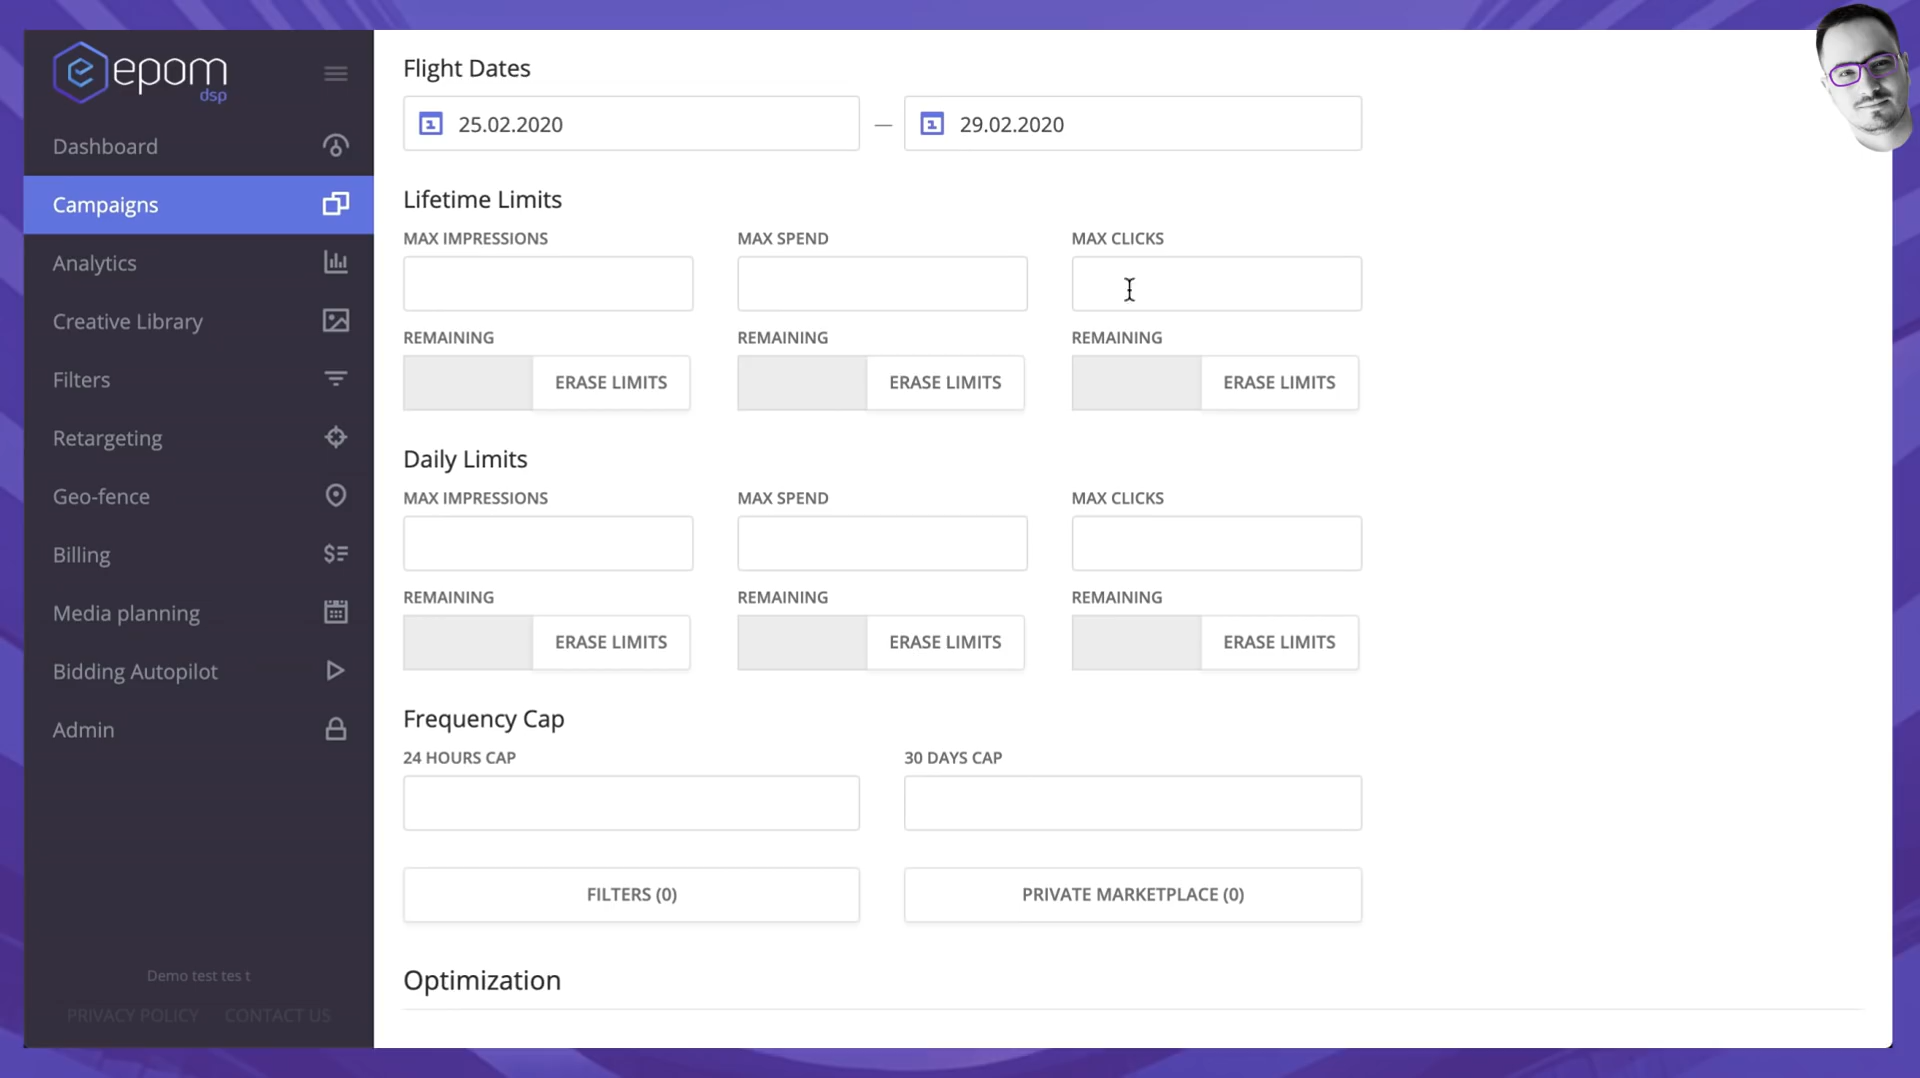 epom
dsp
Dashboard
Campaigns
Analytics
Creative Library
Filters
Retargeting
Geo-fence
Billing
Media planning
Bidding Autopilot
Admin
Demo test tes t
PRIVACY POLICY CONTACT US
Flight Dates
1 25.02.2020 — 1 29.02.2020
Lifetime Limits
MAX IMPRESSIONS MAX SPEND MAX CLICKS
REMAINING REMAINING REMAINING
ERASE LIMITS ERASE LIMITS ERASE LIMITS
Daily Limits
MAX IMPRESSIONS MAX SPEND MAX CLICKS
REMAINING REMAINING REMAINING
ERASE LIMITS ERASE LIMITS ERASE LIMITS
Frequency Cap
24 HOURS CAP 30 DAYS CAP
FILTERS (0) PRIVATE MARKETPLACE (0)
Optimization